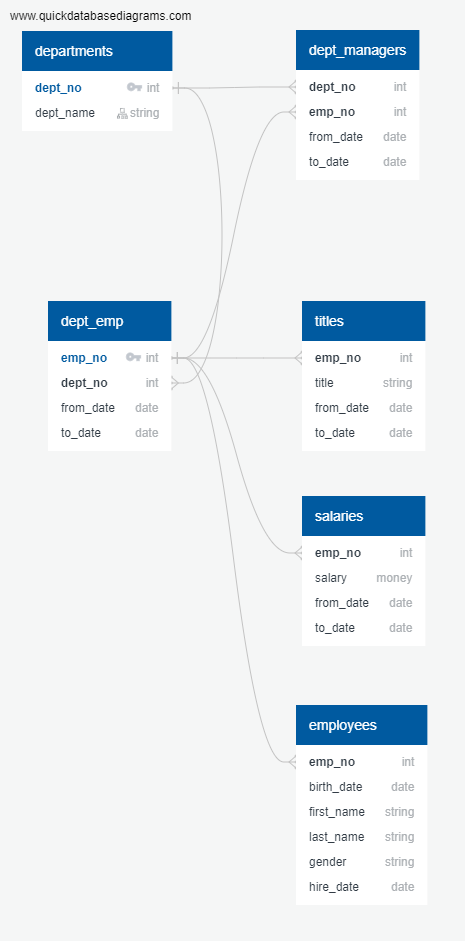 www.quickdatabasediagrams.com
departments
dept_no int
dept_name string
dept_managers
dept_no int
emp_no int
from_date date
to_date date
dept_emp
emp_no int
dept_no int
from_date date
to_date date
titles
emp_no int
title string
from_date date
to_date date
salaries
emp_no int
salary money
from_date date
to_date date
employees
emp_no int
birth_date date
first_name string
last_name string
gender string
hire_date date